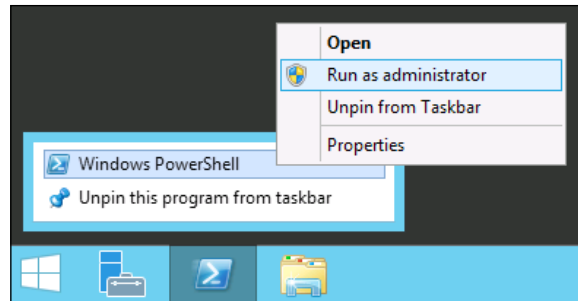 Open
Run as administrator
Unpin from Taskbar
Properties
Windows PowerShell
Unpin this program from taskbar